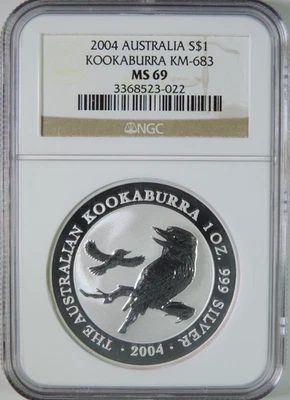 2004 AUSTRALIA S$1
KOOKABURRA KM-683
MS 69
3368523-022
NGC
THE AUSTRALIAN KOOKABURRA 1 OZ. 999 SILVER
· 2004 ·